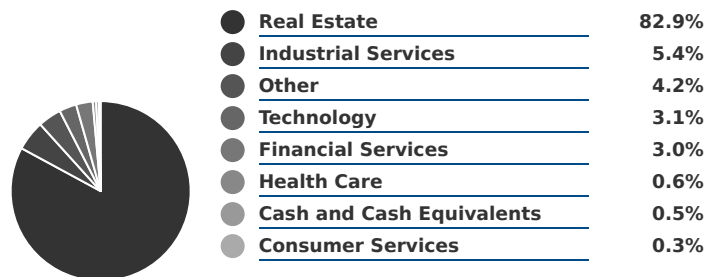 Real Estate 82.9%
Industrial Services 5.4%
Other 4.2%
Technology 3.1%
Financial Services 3.0%
Health Care 0.6%
Cash and Cash Equivalents 0.5%
Consumer Services 0.3%